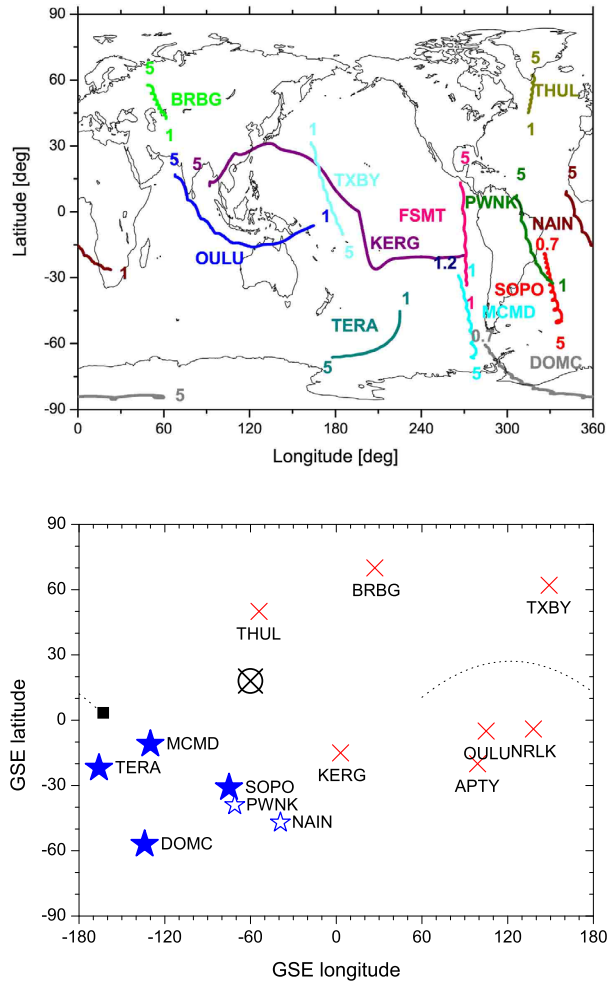 90
60
30
0
-30
-60
-90
Latitude [deg]
5
BRBG
1
5
THUL
1
1
5
5
TXBY
5
5
5
PWNK
NAIN
FSMT
0.7
OULU
1
KERG
1.2
1
1
SOPO
1
1
MCMD
TERA
1
0.7
5
DOMC
5
5
5
0 60 120 180 240 300 360
Longitude [deg]
90
60
30
0
-30
-60
-90
GSE latitude
BRBG
TXBY
THUL
MCMD
TERA
OULU
NRLK
KERG
APTY
SOPO
PWNK
NAIN
DOMC
-180 -120 -60 0 60 120 180
GSE longitude